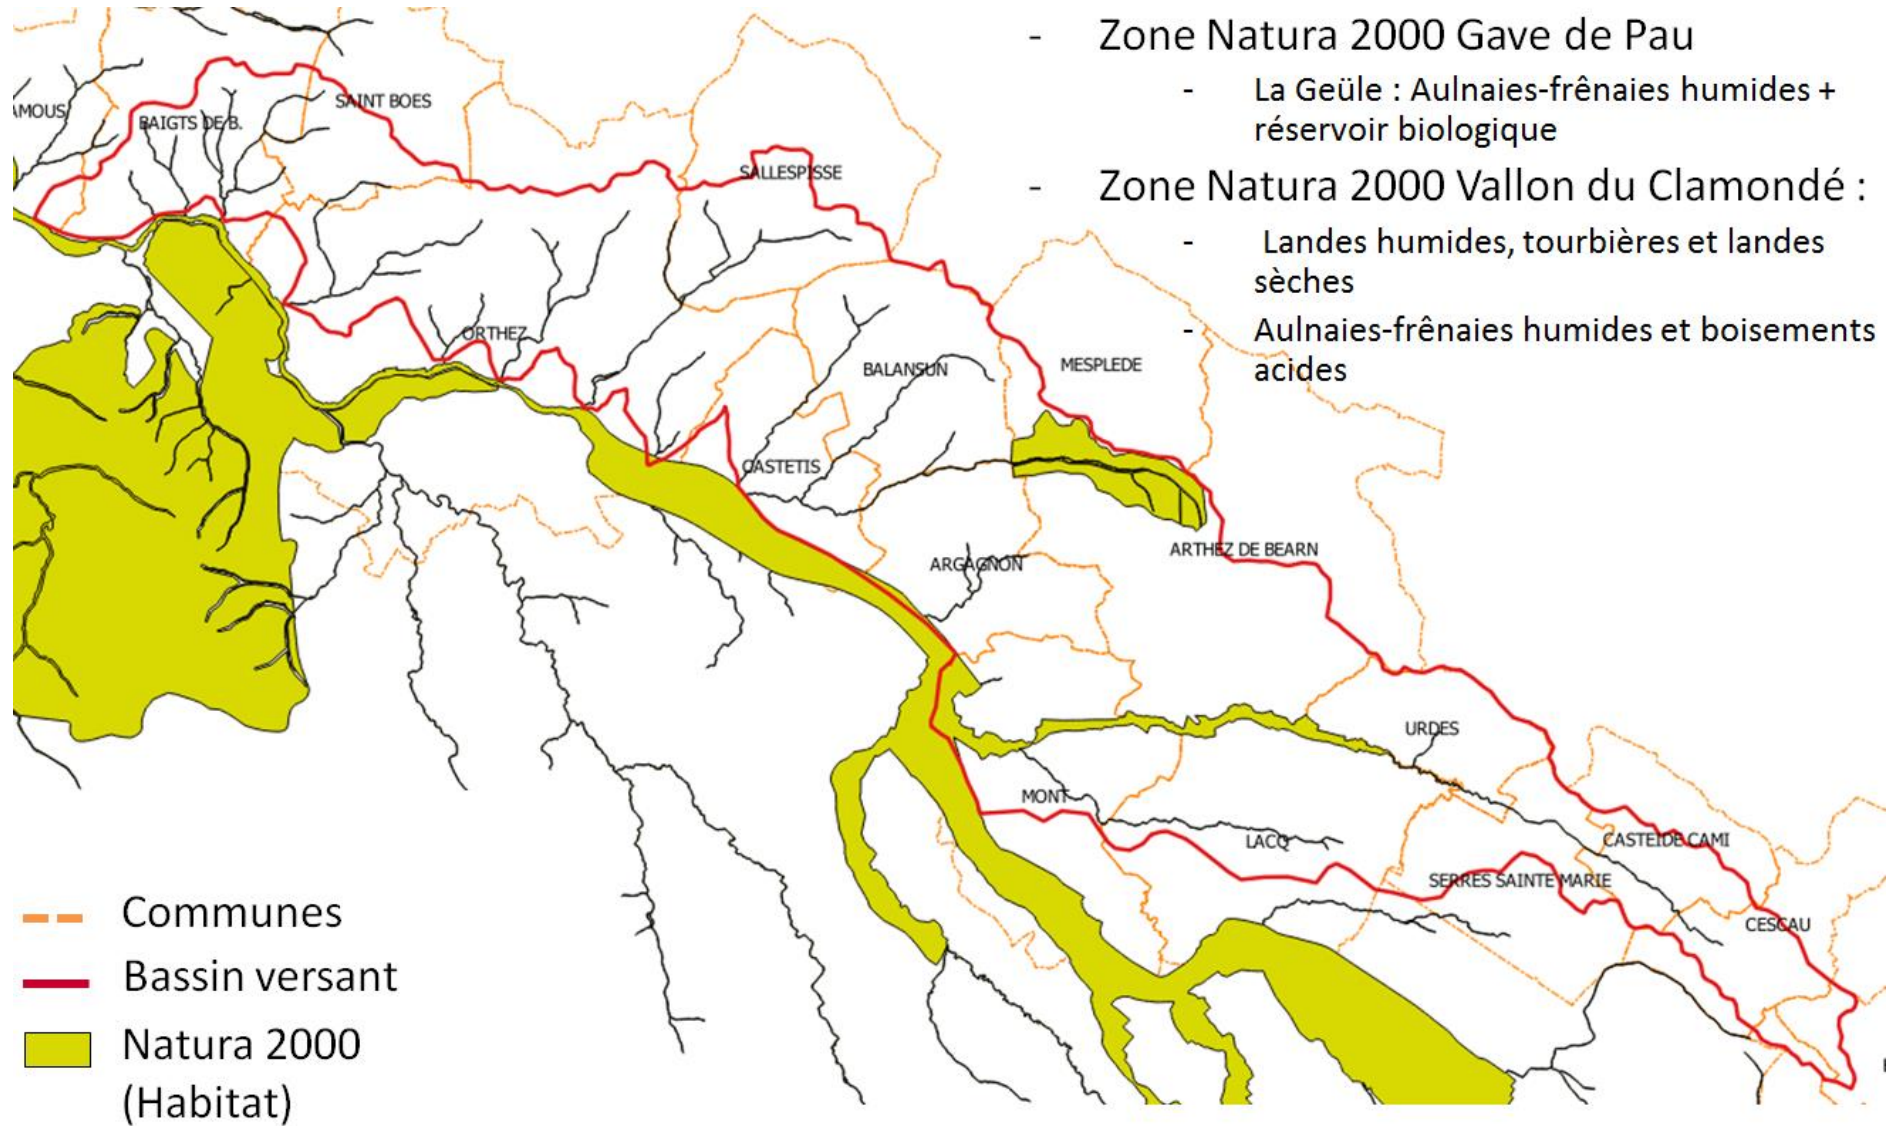 - Zone Natura 2000 Gave de Pau
- La Geüle : Aulnaies-frênaies humides +
réservoir biologique
- Zone Natura 2000 Vallon du Clamondé :
- Landes humides, tourbières et landes
sèches
- Aulnaies-frênaies humides et boisements
acides
AMOUS
BAIGTS DE B.
SAINT BOES
SALLESPISSE
ORTHEZ
BALANSUN
MESPLEDE
CASTETIS
ARTHEZ DE BEARN
ARGAGNON
URDES
MONT
LACQ
CASTEIDE CAMI
SERRES SAINTE MARIE
CESCAU
Communes
Bassin versant
Natura 2000
(Habitat)